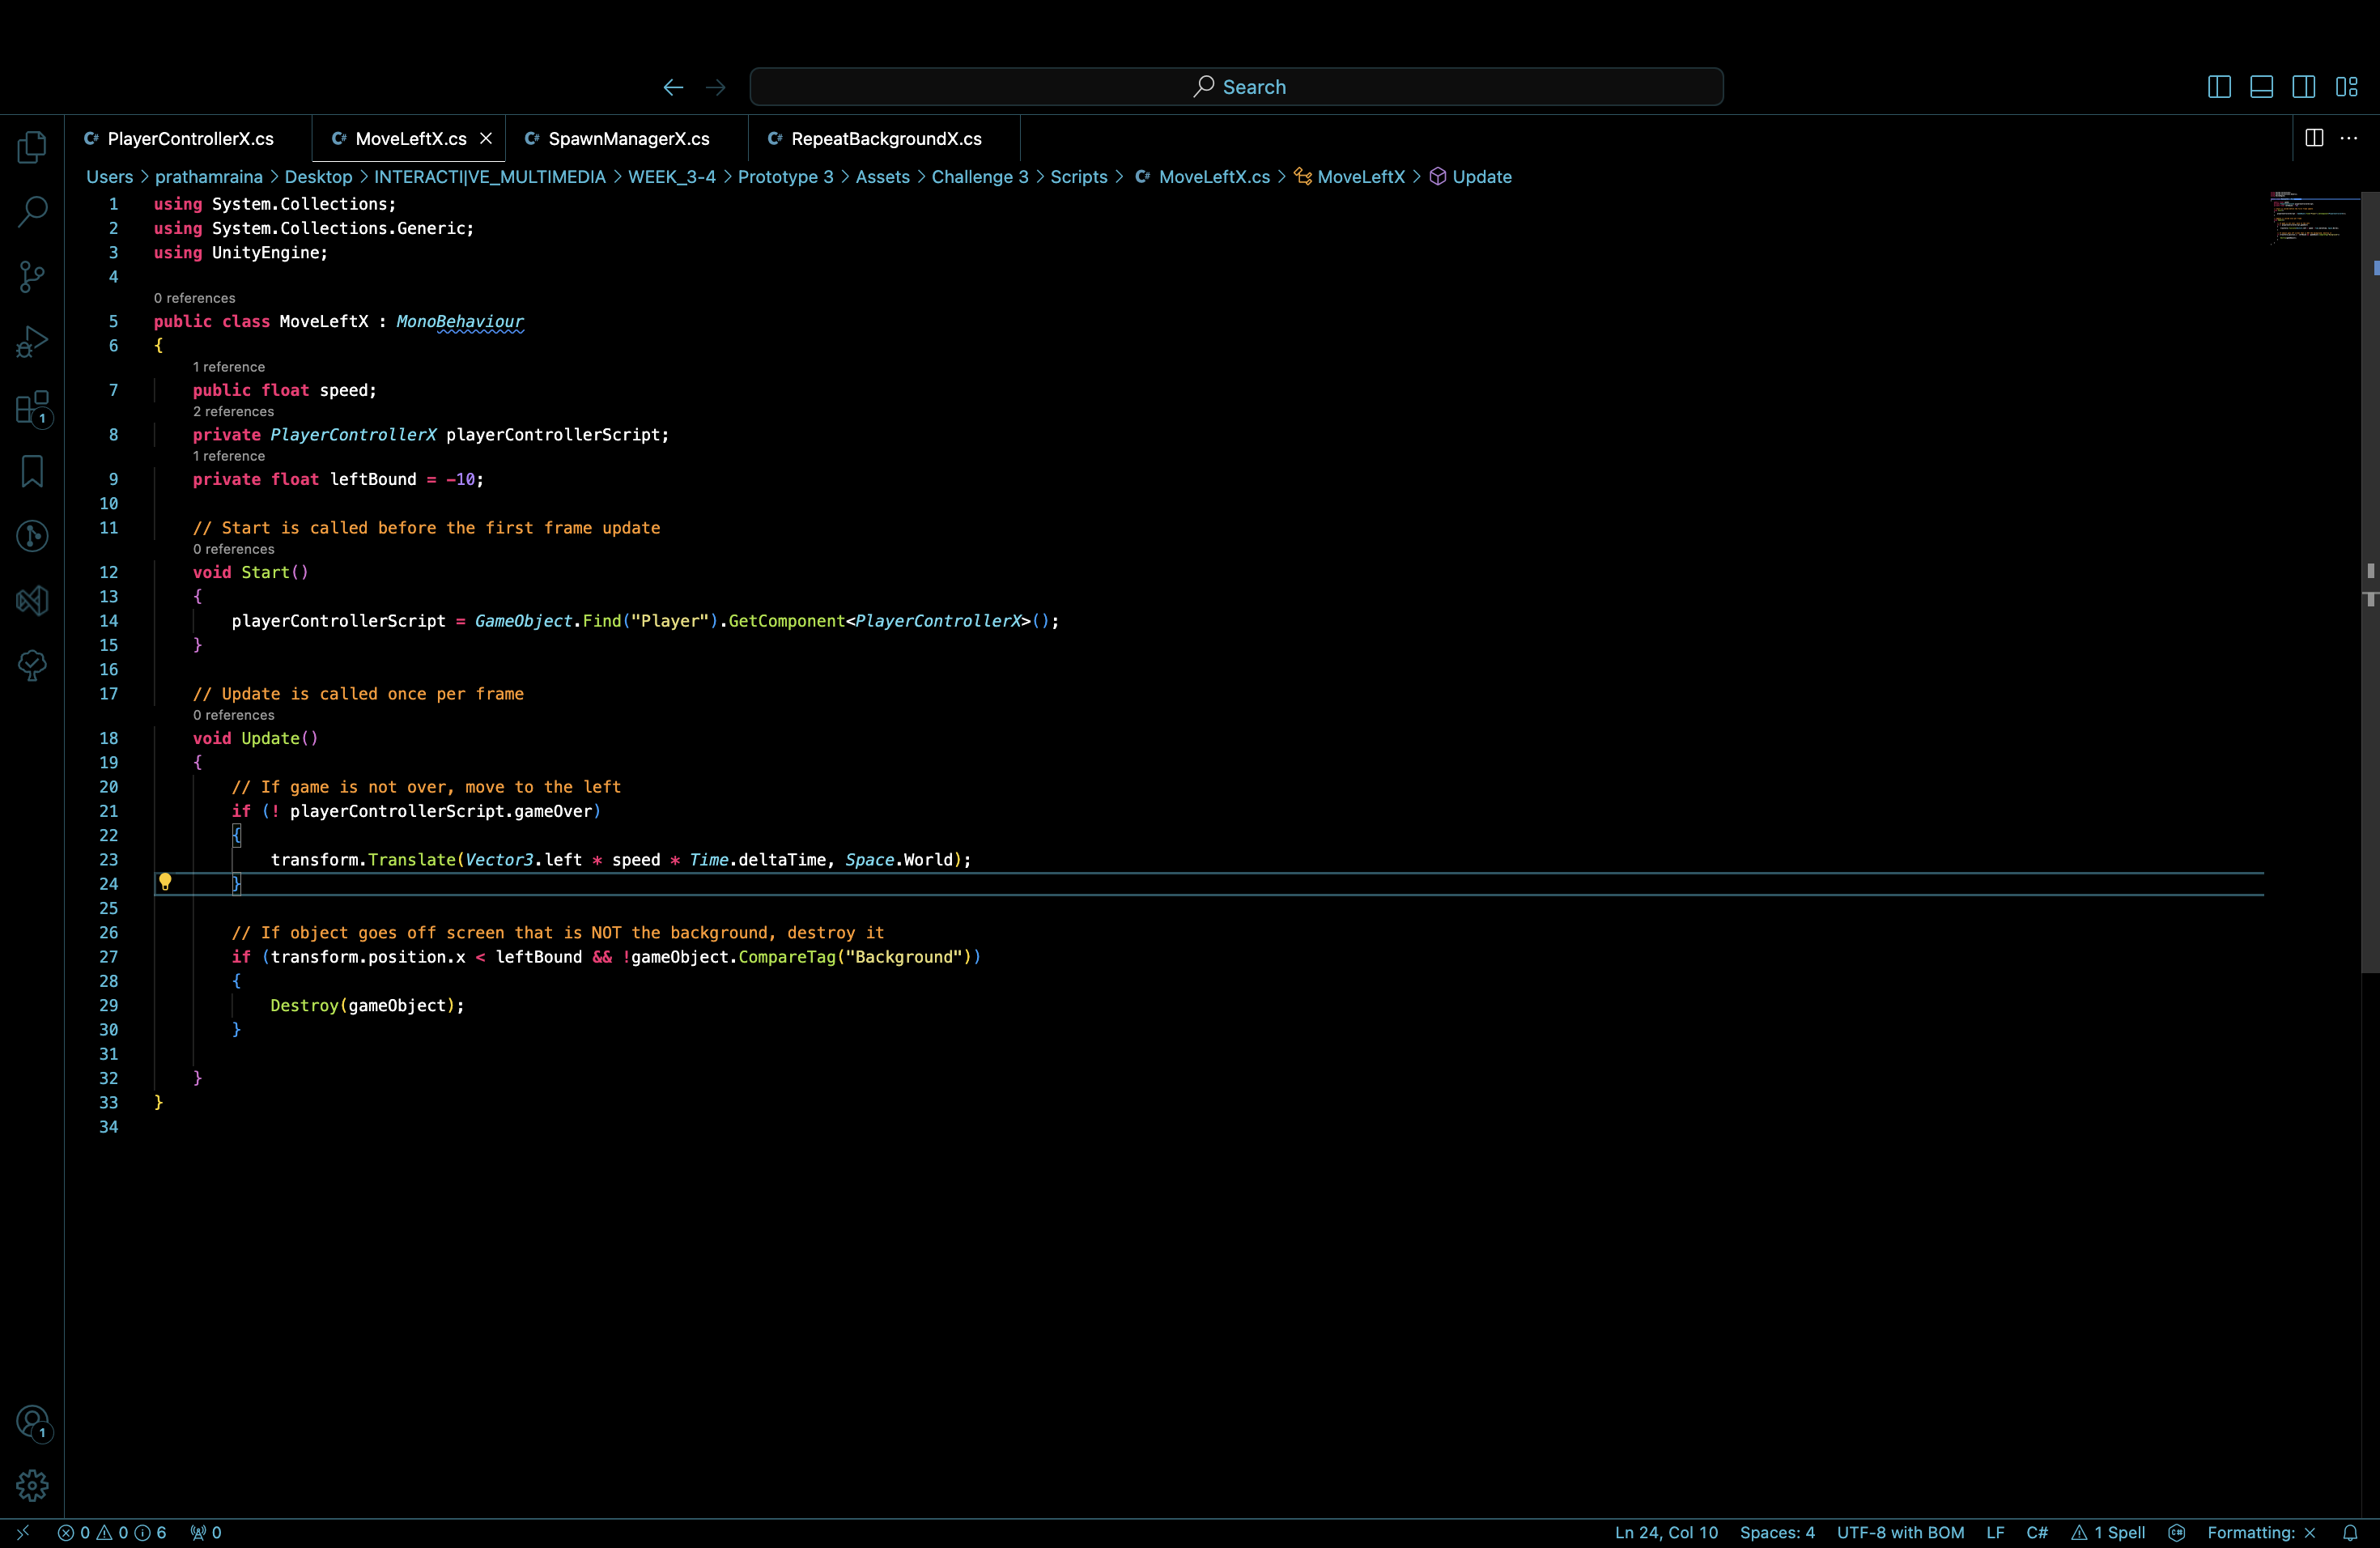 Search
PlayerControllerX.cs MoveLeftX.cs SpawnManagerX.cs RepeatBackgroundX.cs
Users > prathamraina > Desktop > INTERACTI|VE_MULTIMEDIA > WEEK_3-4 > Prototype 3 > Assets > Challenge 3 > Scripts > C# MoveLeftX.cs > MoveLeftX > Update
1 using System.Collections;
2 using System.Collections.Generic;
3 using UnityEngine;
4
0 references
5 public class MoveLeftX : MonoBehaviour
6 {
1 reference
7 public float speed;
2 references
8 private PlayerControllerX playerControllerScript;
1 reference
9 private float leftBound = -10;
10
11 // Start is called before the first frame update
0 references
12 void Start()
13 {
14 playerControllerScript = GameObject.Find("Player").GetComponent<PlayerControllerX>();
15 }
16
17 // Update is called once per frame
0 references
18 void Update()
19 {
20 // If game is not over, move to the left
21 if (! playerControllerScript.gameOver)
22 {
23 transform.Translate(Vector3.left * speed * Time.deltaTime, Space.World);
24 }
25
26 // If object goes off screen that is NOT the background, destroy it
27 if (transform.position.x < leftBound && !gameObject.CompareTag("Background"))
28 {
29 Destroy(gameObject);
30 }
31
32 }
33 }
34
1
1
0 0 6 0 Ln 24, Col 10 Spaces: 4 UTF-8 with BOM LF C# 1 Spell Formatting: ×